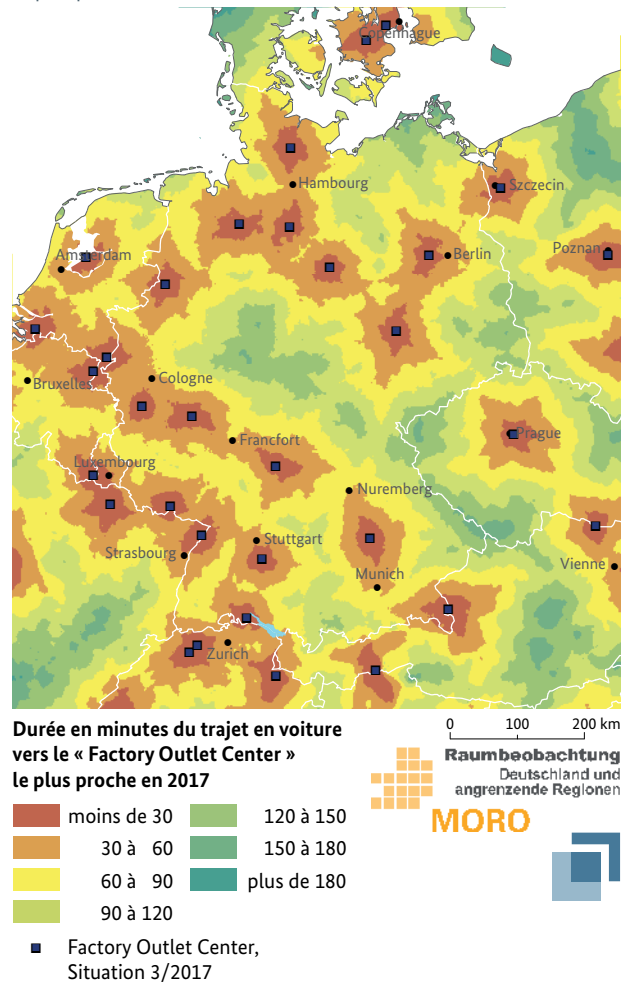 Copenhague
Hambourg
Szczecin
Amsterdam
Berlin
Poznan
Bruxelles
Cologne
Francfort
Prague
Luxembourg
Nuremberg
Strasbourg
Stuttgart
Vienne
Munich
Zurich
Durée en minutes du trajet en voiture
vers le « Factory Outlet Center »
le plus proche en 2017
0 100 200 km
Raumbeobachtung
Deutschland und
angrenzende Regionen
MORO
moins de 30
120 à 150
30 à 60
150 à 180
60 à 90
plus de 180
90 à 120
Factory Outlet Center,
Situation 3/2017